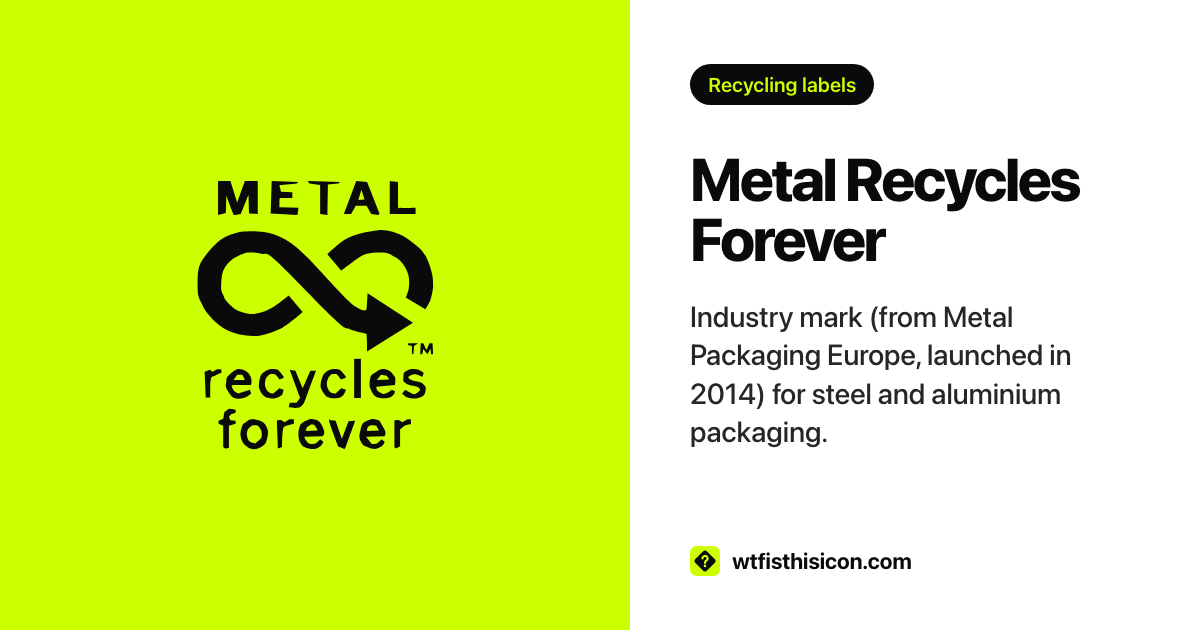 METAL
TM
recycles
forever
Recycling labels
Metal Recycles
Forever
Industry mark (from Metal
Packaging Europe, launched in
2014) for steel and aluminium
packaging.
?
wtfisthisicon.com